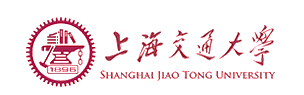 1896
上海交通大學
SHANGHAI JIAO TONG UNIVERSITY